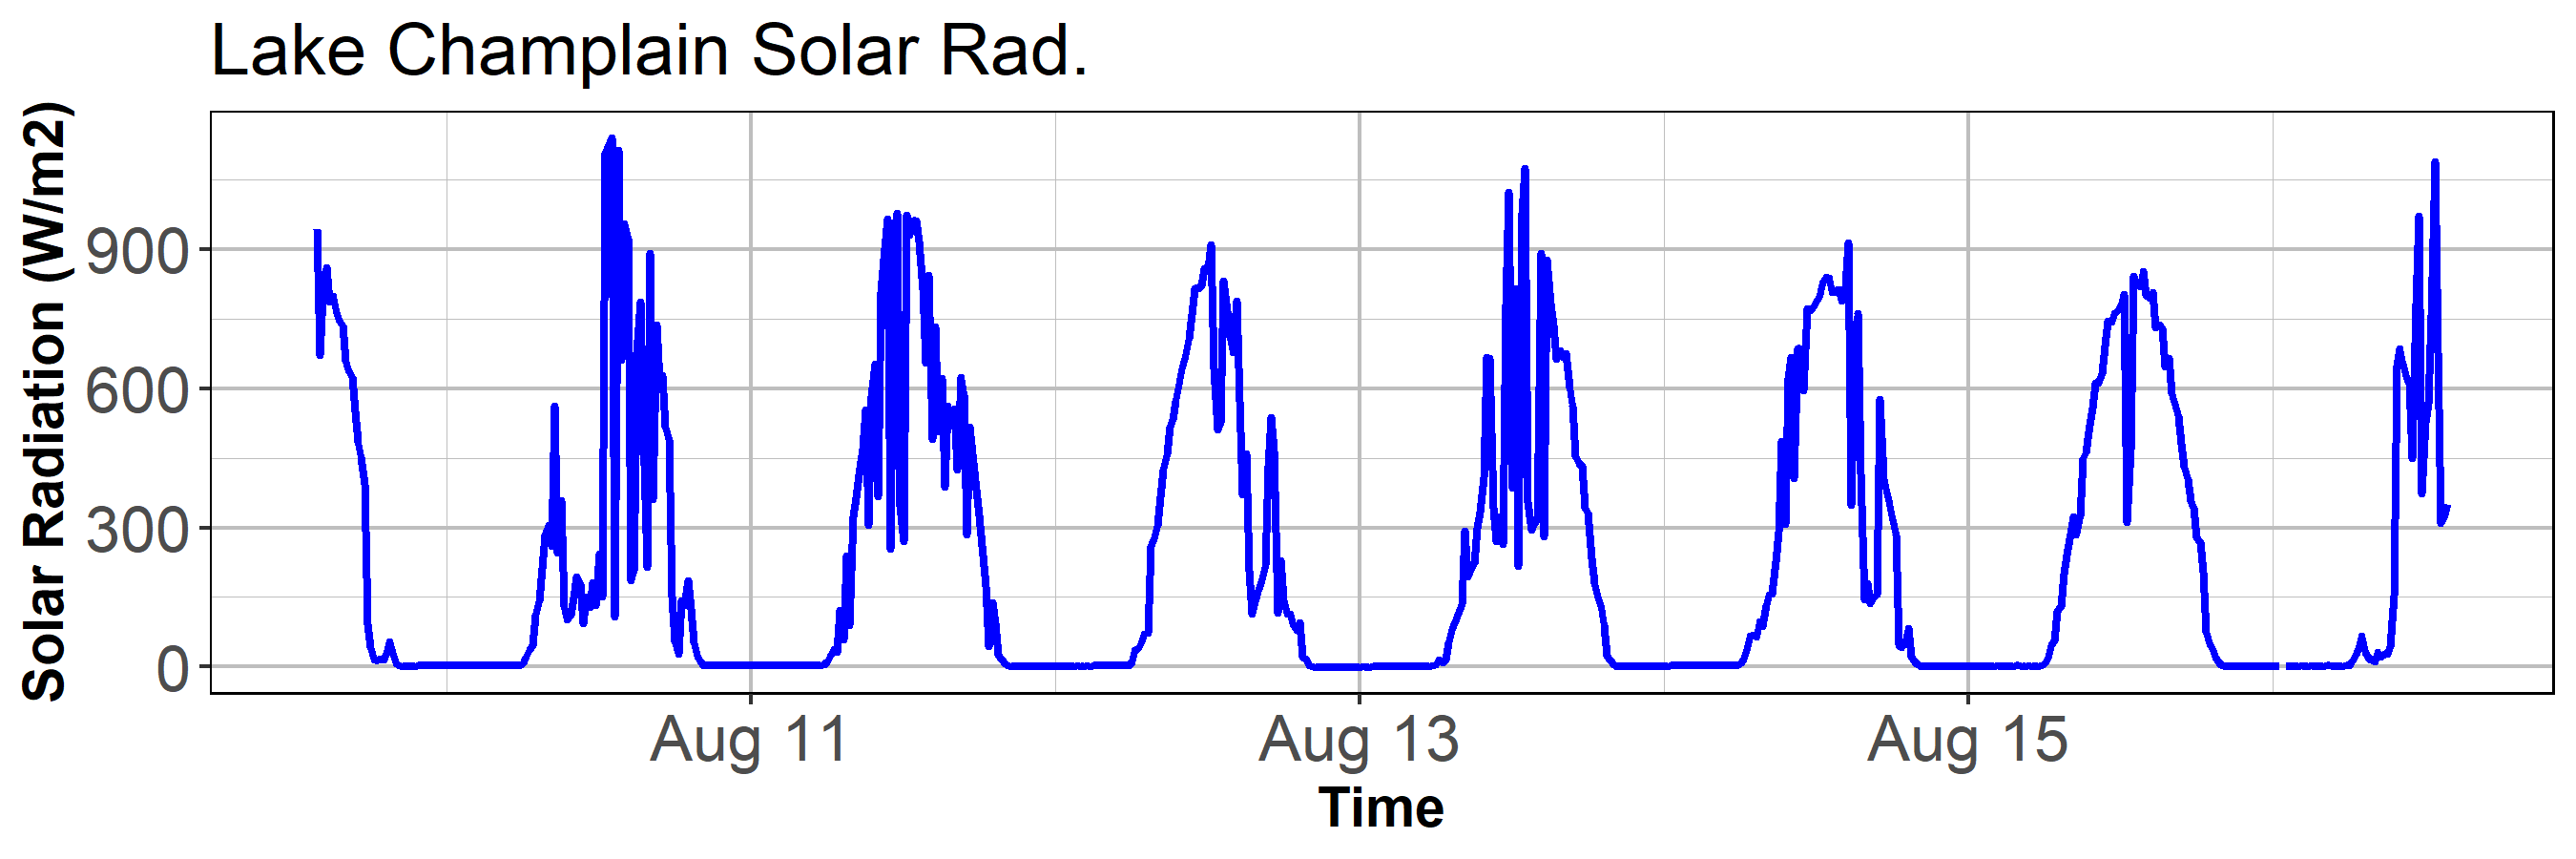 Lake Champlain Solar Rad.
Solar Radiation (W/m2)
900
600
300
0
Aug 11
Aug 13
Aug 15
Time